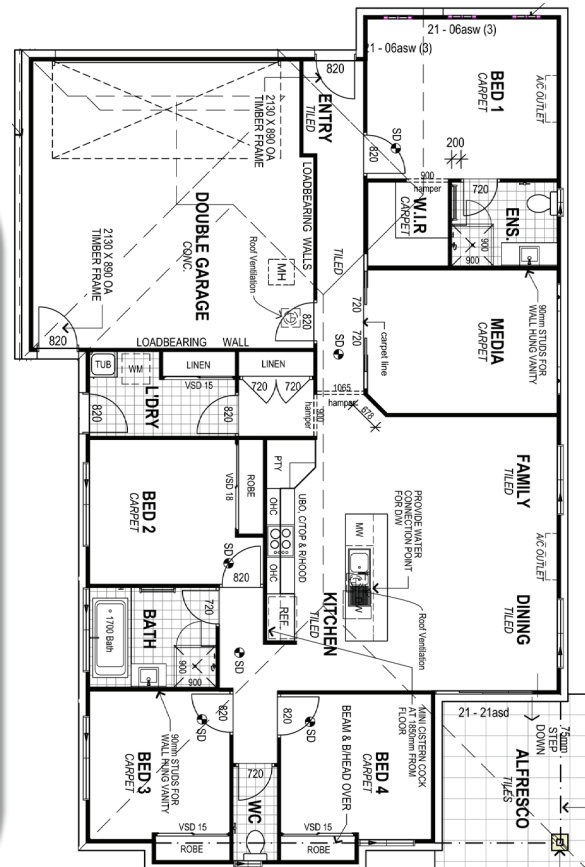 21 - 06asw (3)
21 - 06asw (3)
BED 1
CARPET
A/C OUTLET
820
ENTRY
TILED
2130 X 890 OA
TIMBER FRAME
SD
820
200
900
hamper
W.I.R
CARPET
720
ENS.
900
900
LOADBEARING WALLS
DOUBLE GARAGE
CONC.
TILED
2130 X 890 OA
TIMBER FRAME
MH
Roof Ventilation
820
820
LOADBEARING WALL
720
720
SD
carpet line
MEDIA
CARPET
90mm STUDS FOR
WALL HUNG VANITY
TUB
WM
LINEN
LINEN
VSD 15
720
720
L'DRY
820
820
1065
hamper
900
hamper
678
PTY
ROBE
VSD 18
OHC
OHC
UBO, C/TOP & R/HOOD
BED 2
CARPET
SD
820
MW
PROVIDE WATER
CONNECTION POINT
FOR D/W
DW
Roof Ventilation
FAMILY
TILED
A/C OUTLET
DINING
TILED
REF.
KITCHEN
TILED
1700 Bath
BATH
720
900
900
SD
90mm STUDS FOR
WALL HUNG VANITY
820
SD
820
SD
BED 3
CARPET
BEAM & B/HEAD OVER
MINI CISTERN COCK
AT 1850mm FROM
FLOOR
BED 4
CARPET
720
WC
VSD 15
ROBE
VSD 15
ROBE
21 - 21asd
75mm
STEP
DOWN
ALFRESCO
TILES